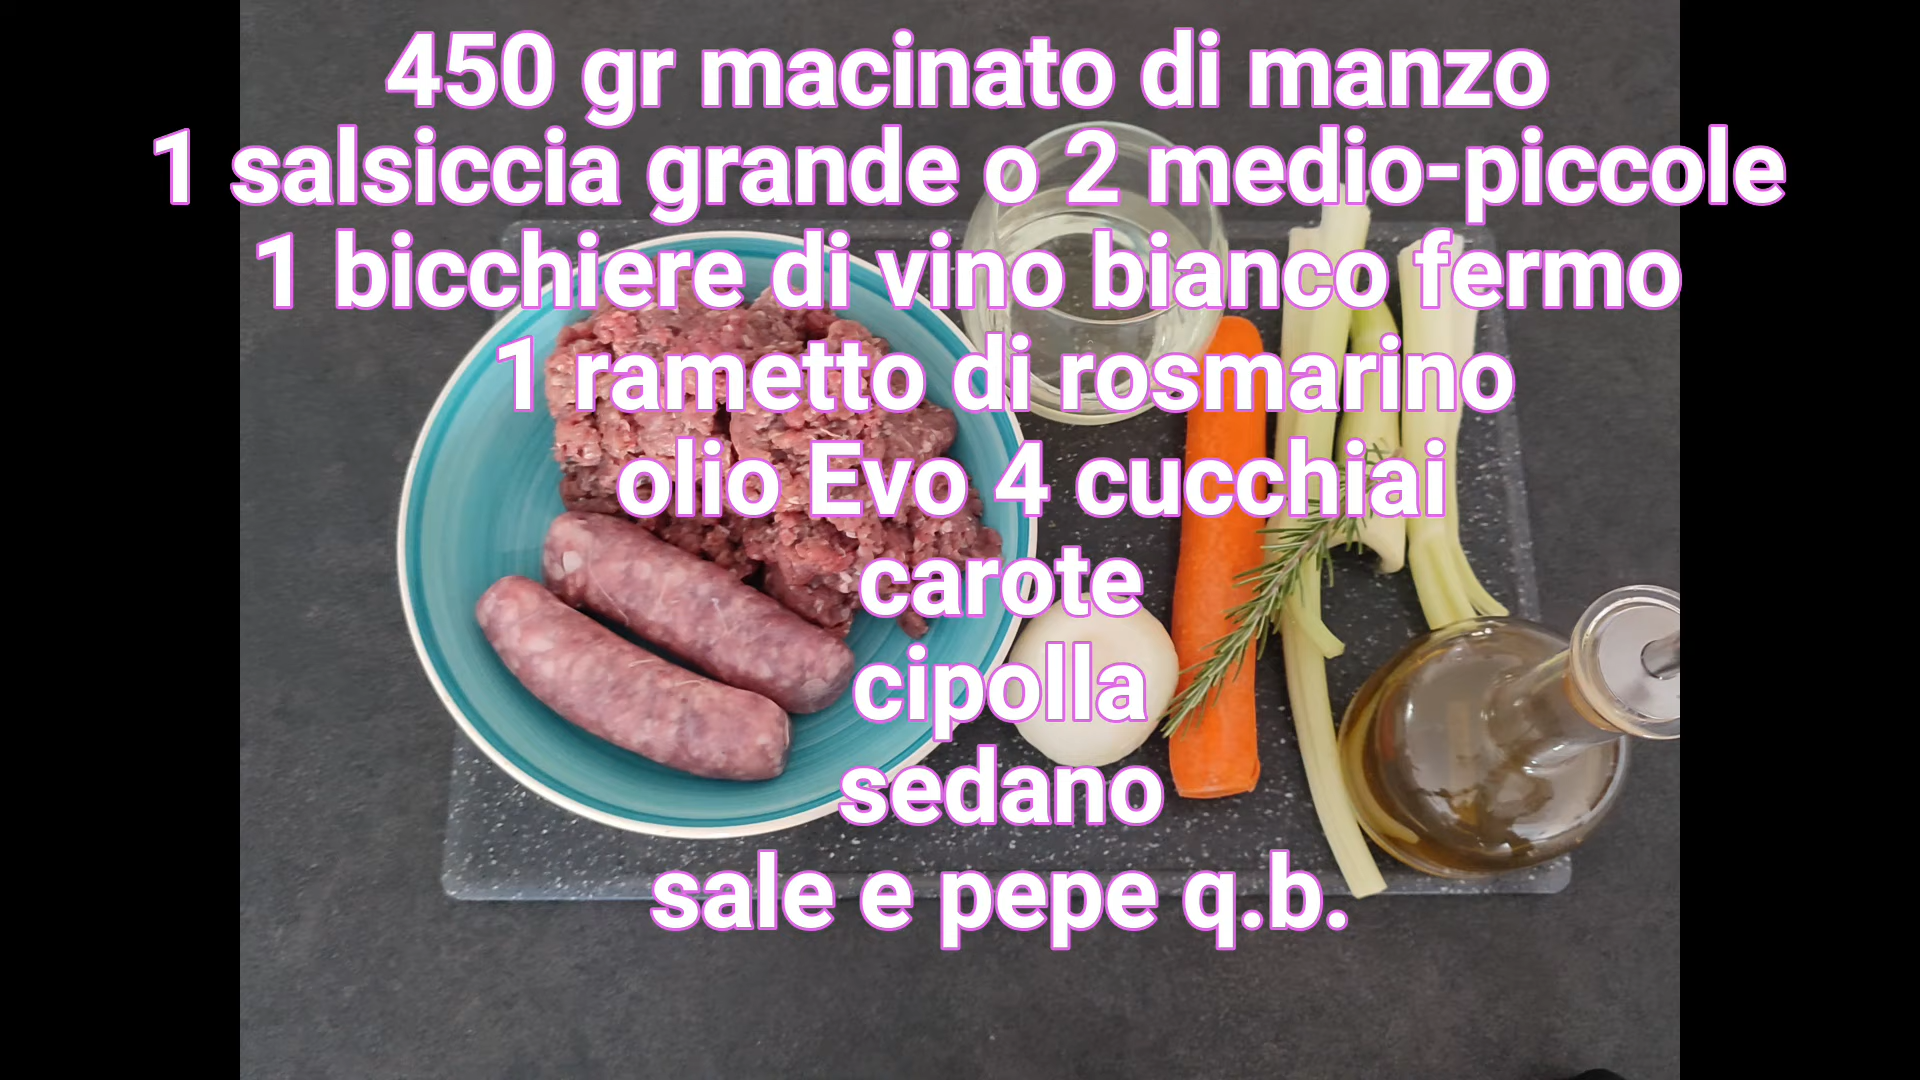 450 gr macinato di manzo
1 salsiccia grande o 2 medio-piccole
1 bicchiere di vino bianco fermo
1 rametto di rosmarino
olio Evo 4 cucchiai
carote
cipolla
sedano
sale e pepe q.b.